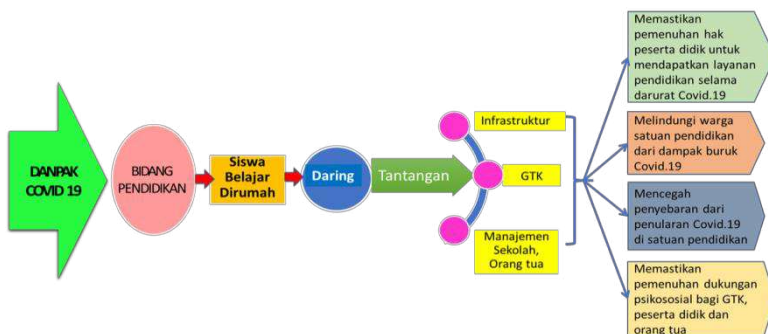 DANPAK
COVID 19
BIDANG
PENDIDIKAN
Siswa
Belajar
Dirumah
Daring
Tantangan
Infrastruktur
GTK
Manajemen
Sekolah,
Orang tua
Memastikan
pemenuhan hak
peserta didik untuk
mendapatkan layanan
pendidikan selama
darurat Covid.19
Melindungi warga
satuan pendidikan
dari dampak buruk
Covid.19
Mencegah
penyebaran dari
penularan Covid.19
di satuan pendidikan
Memastikan
pemenuhan dukungan
psikososial bagi GTK,
peserta didik dan
orang tua